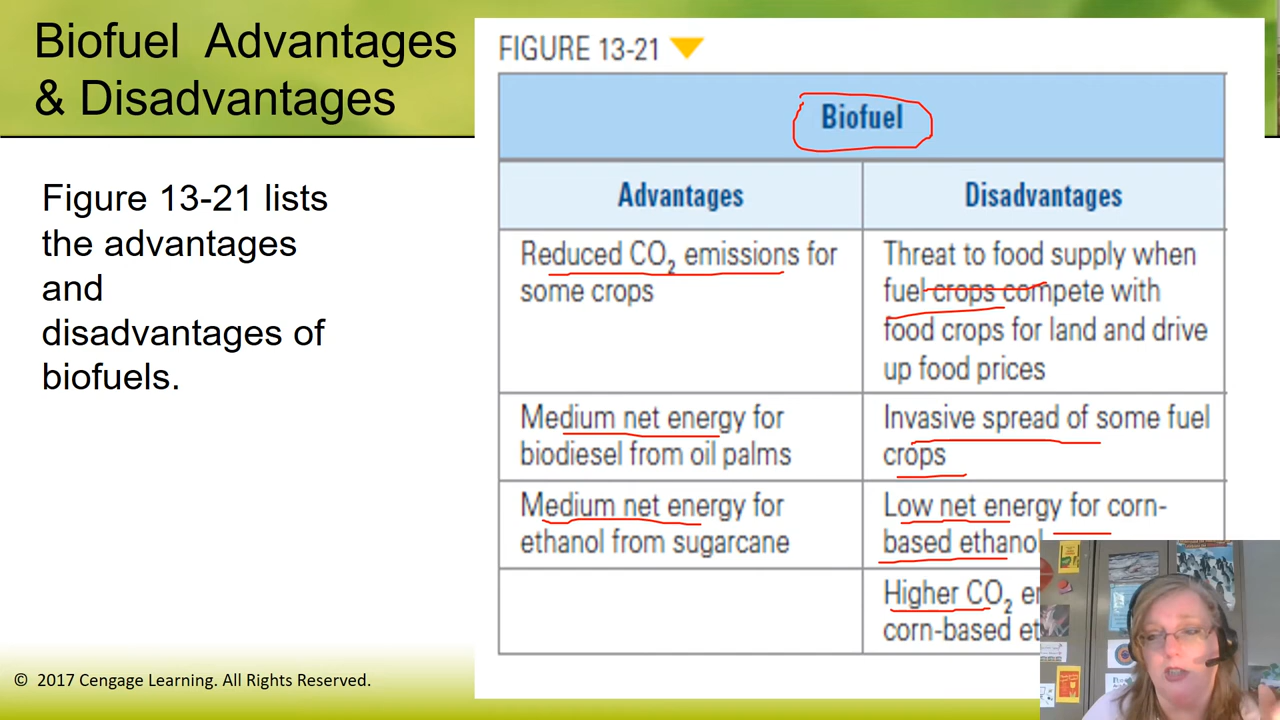 Biofuel Advantages
& Disadvantages
Figure 13-21 lists
the advantages
and
disadvantages of
biofuels.
© 2017 Cengage Learning. All Rights Reserved.
FIGURE 13-21
Biofuel
Advantages
Disadvantages
Reduced CO₂ emissions for
some crops
Threat to food supply when
fuel crops compete with
food crops for land and drive
up food prices
Medium net energy for
biodiesel from oil palms
Invasive spread of some fuel
crops
Medium net energy for
ethanol from sugarcane
Low net energy for corn-
based ethanol
Higher CO₂
corn-based